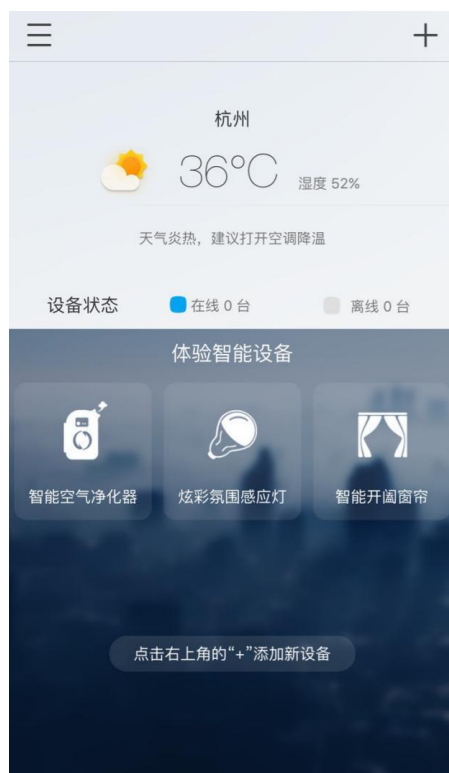 杭州
36°C 湿度 52%
天气炎热，建议打开空调降温
设备状态 在线 0 台 离线 0 台
体验智能设备
智能空气净化器 炫彩氛围感应灯 智能开阖窗帘
点击右上角的“+”添加新设备